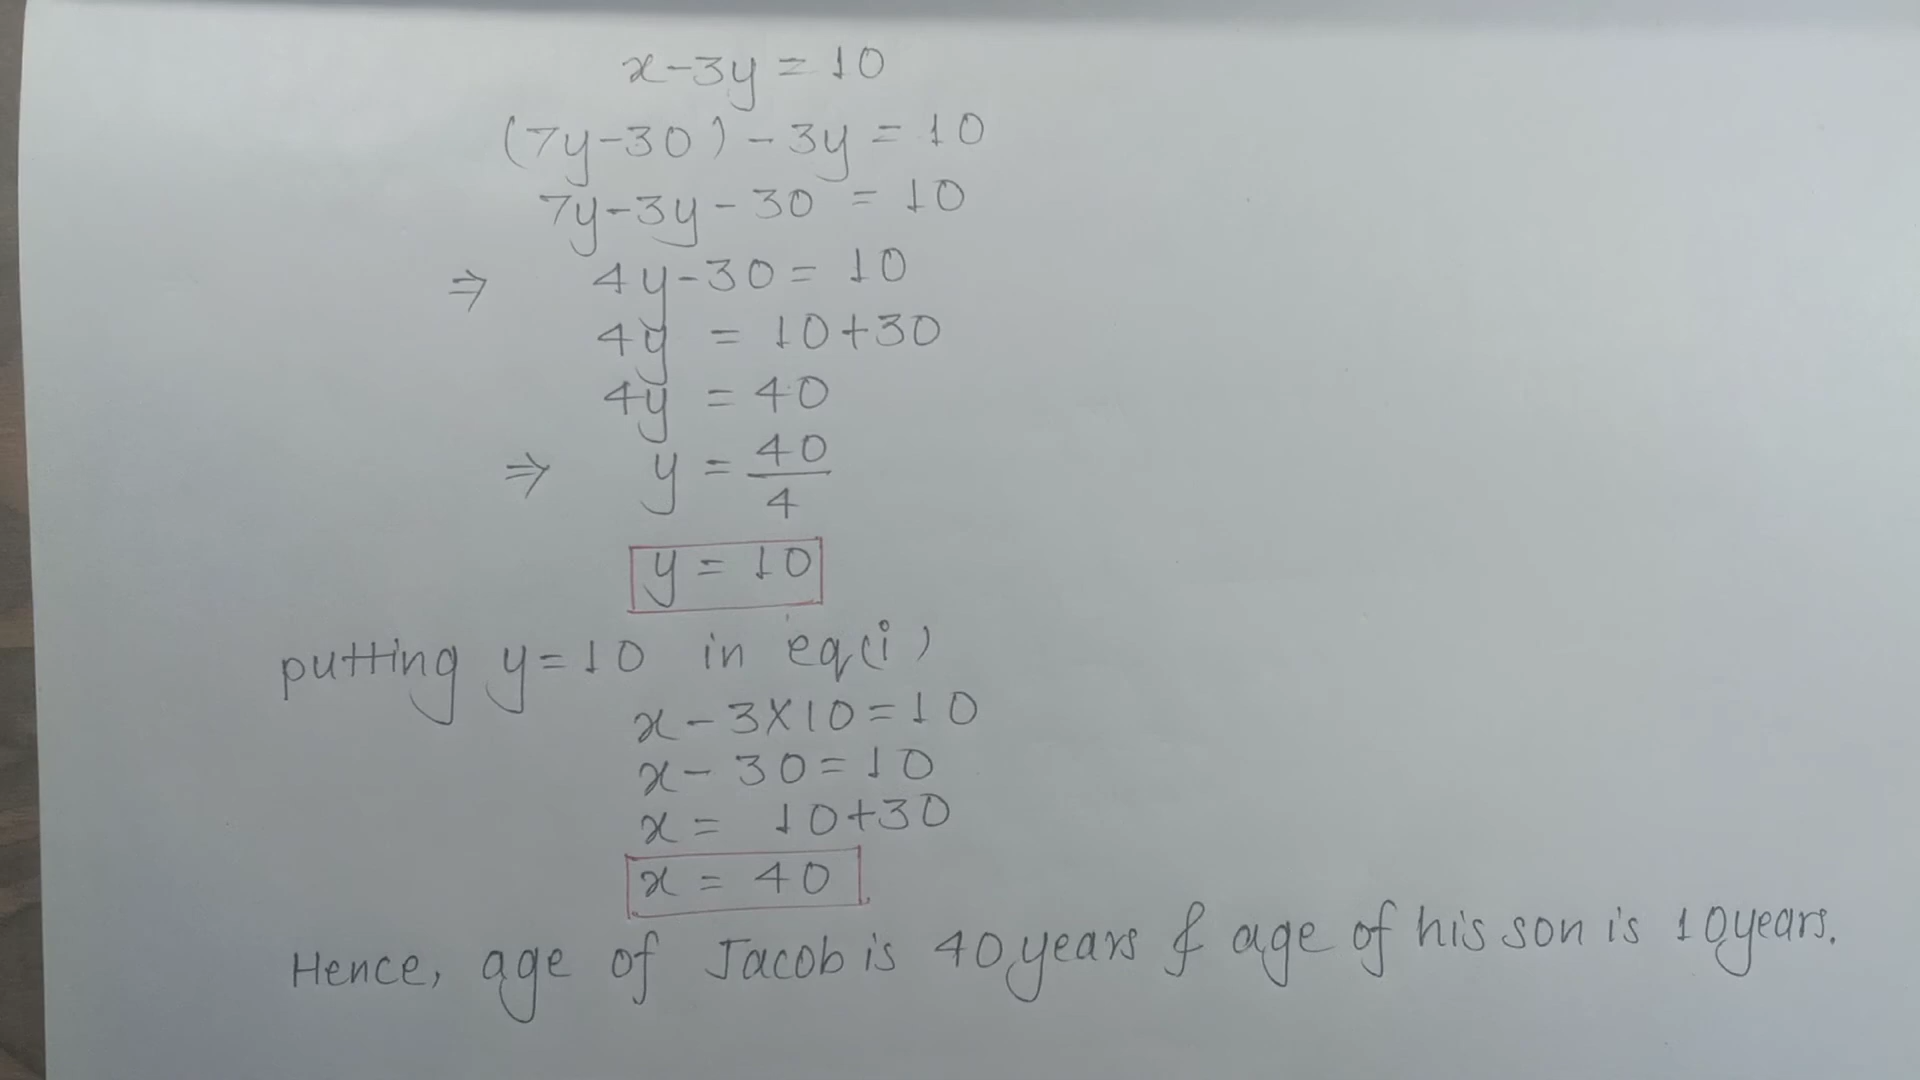 x-3y = 10
(7y-30) - 3y = 10
7y-3y-30 = 10
⇒ 4y-30 = 10
4y = 10+30
4y = 40
⇒ y = 40/4
y = 10
putting y=10 in eq(i)
x-3×10=10
x-30=10
x = 10+30
x = 40
Hence, age of Jacob is 40 years & age of his son is 10 years.